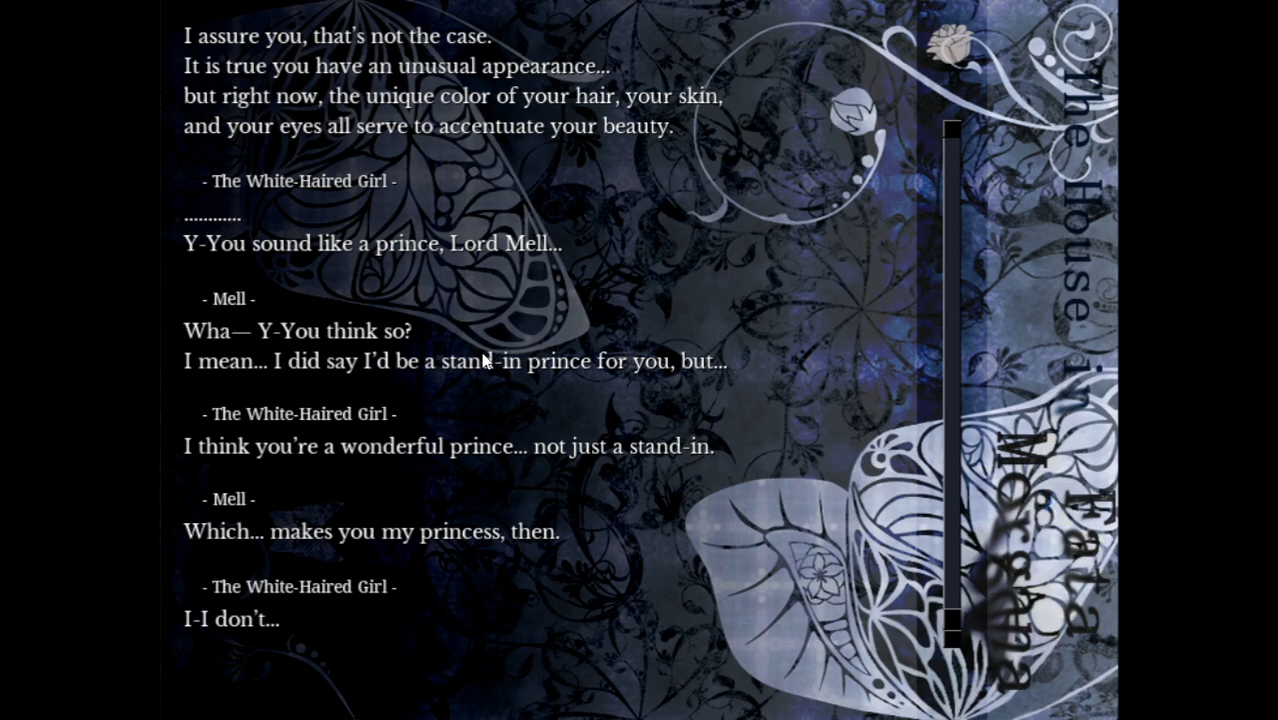 I assure you, that's not the case.
It is true you have an unusual appearance...
but right now, the unique color of your hair, your skin,
and your eyes all serve to accentuate your beauty.
- The White-Haired Girl -
............
Y-You sound like a prince, Lord Mell...
- Mell -
Wha— Y-You think so?
I mean... I did say I'd be a stand-in prince for you, but...
- The White-Haired Girl -
I think you're a wonderful prince... not just a stand-in.
- Mell -
Which... makes you my princess, then.
- The White-Haired Girl -
I-I don't...
The House in
Fata
Morgana